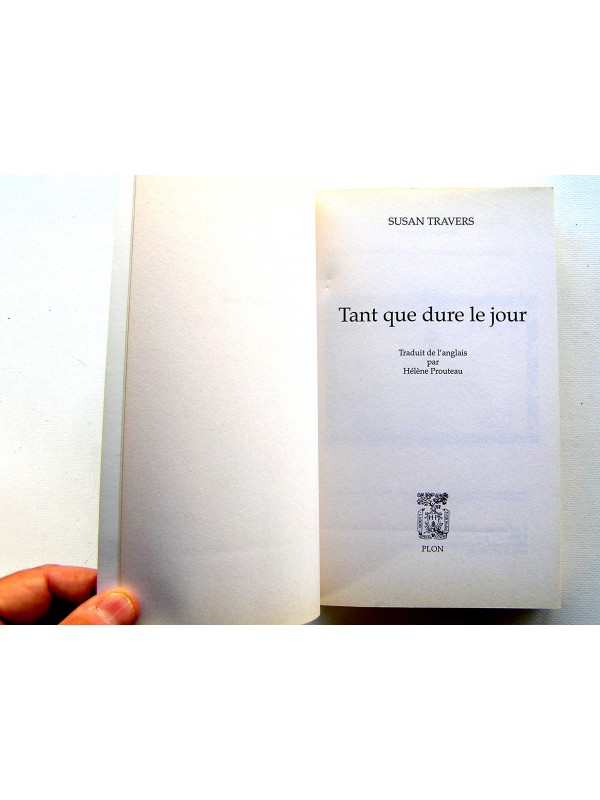 SUSAN TRAVERS
Tant que dure le jour
Traduit de l'anglais
par
Hélène Prouteau
PLON